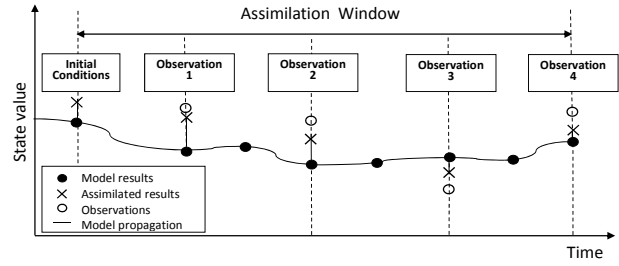 Assimilation Window
Initial
Conditions
Observation
1
Observation
2
Observation
3
Observation
4
State value
Model results
Assimilated results
Observations
Model propagation
Time